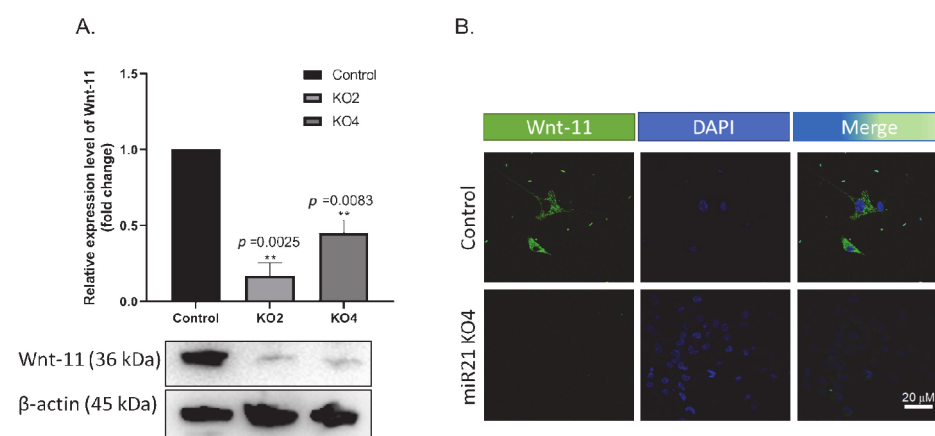 A.
Relative expression level of Wnt-11
(fold change)
1.5
1.0
0.5
0.0
Control
KO2
KO4
p =0.0025
**
p =0.0083
**
Control
KO2
KO4
Wnt-11 (36 kDa)
β-actin (45 kDa)
B.
Wnt-11
DAPI
Merge
Control
miR21 KO4
20 μM